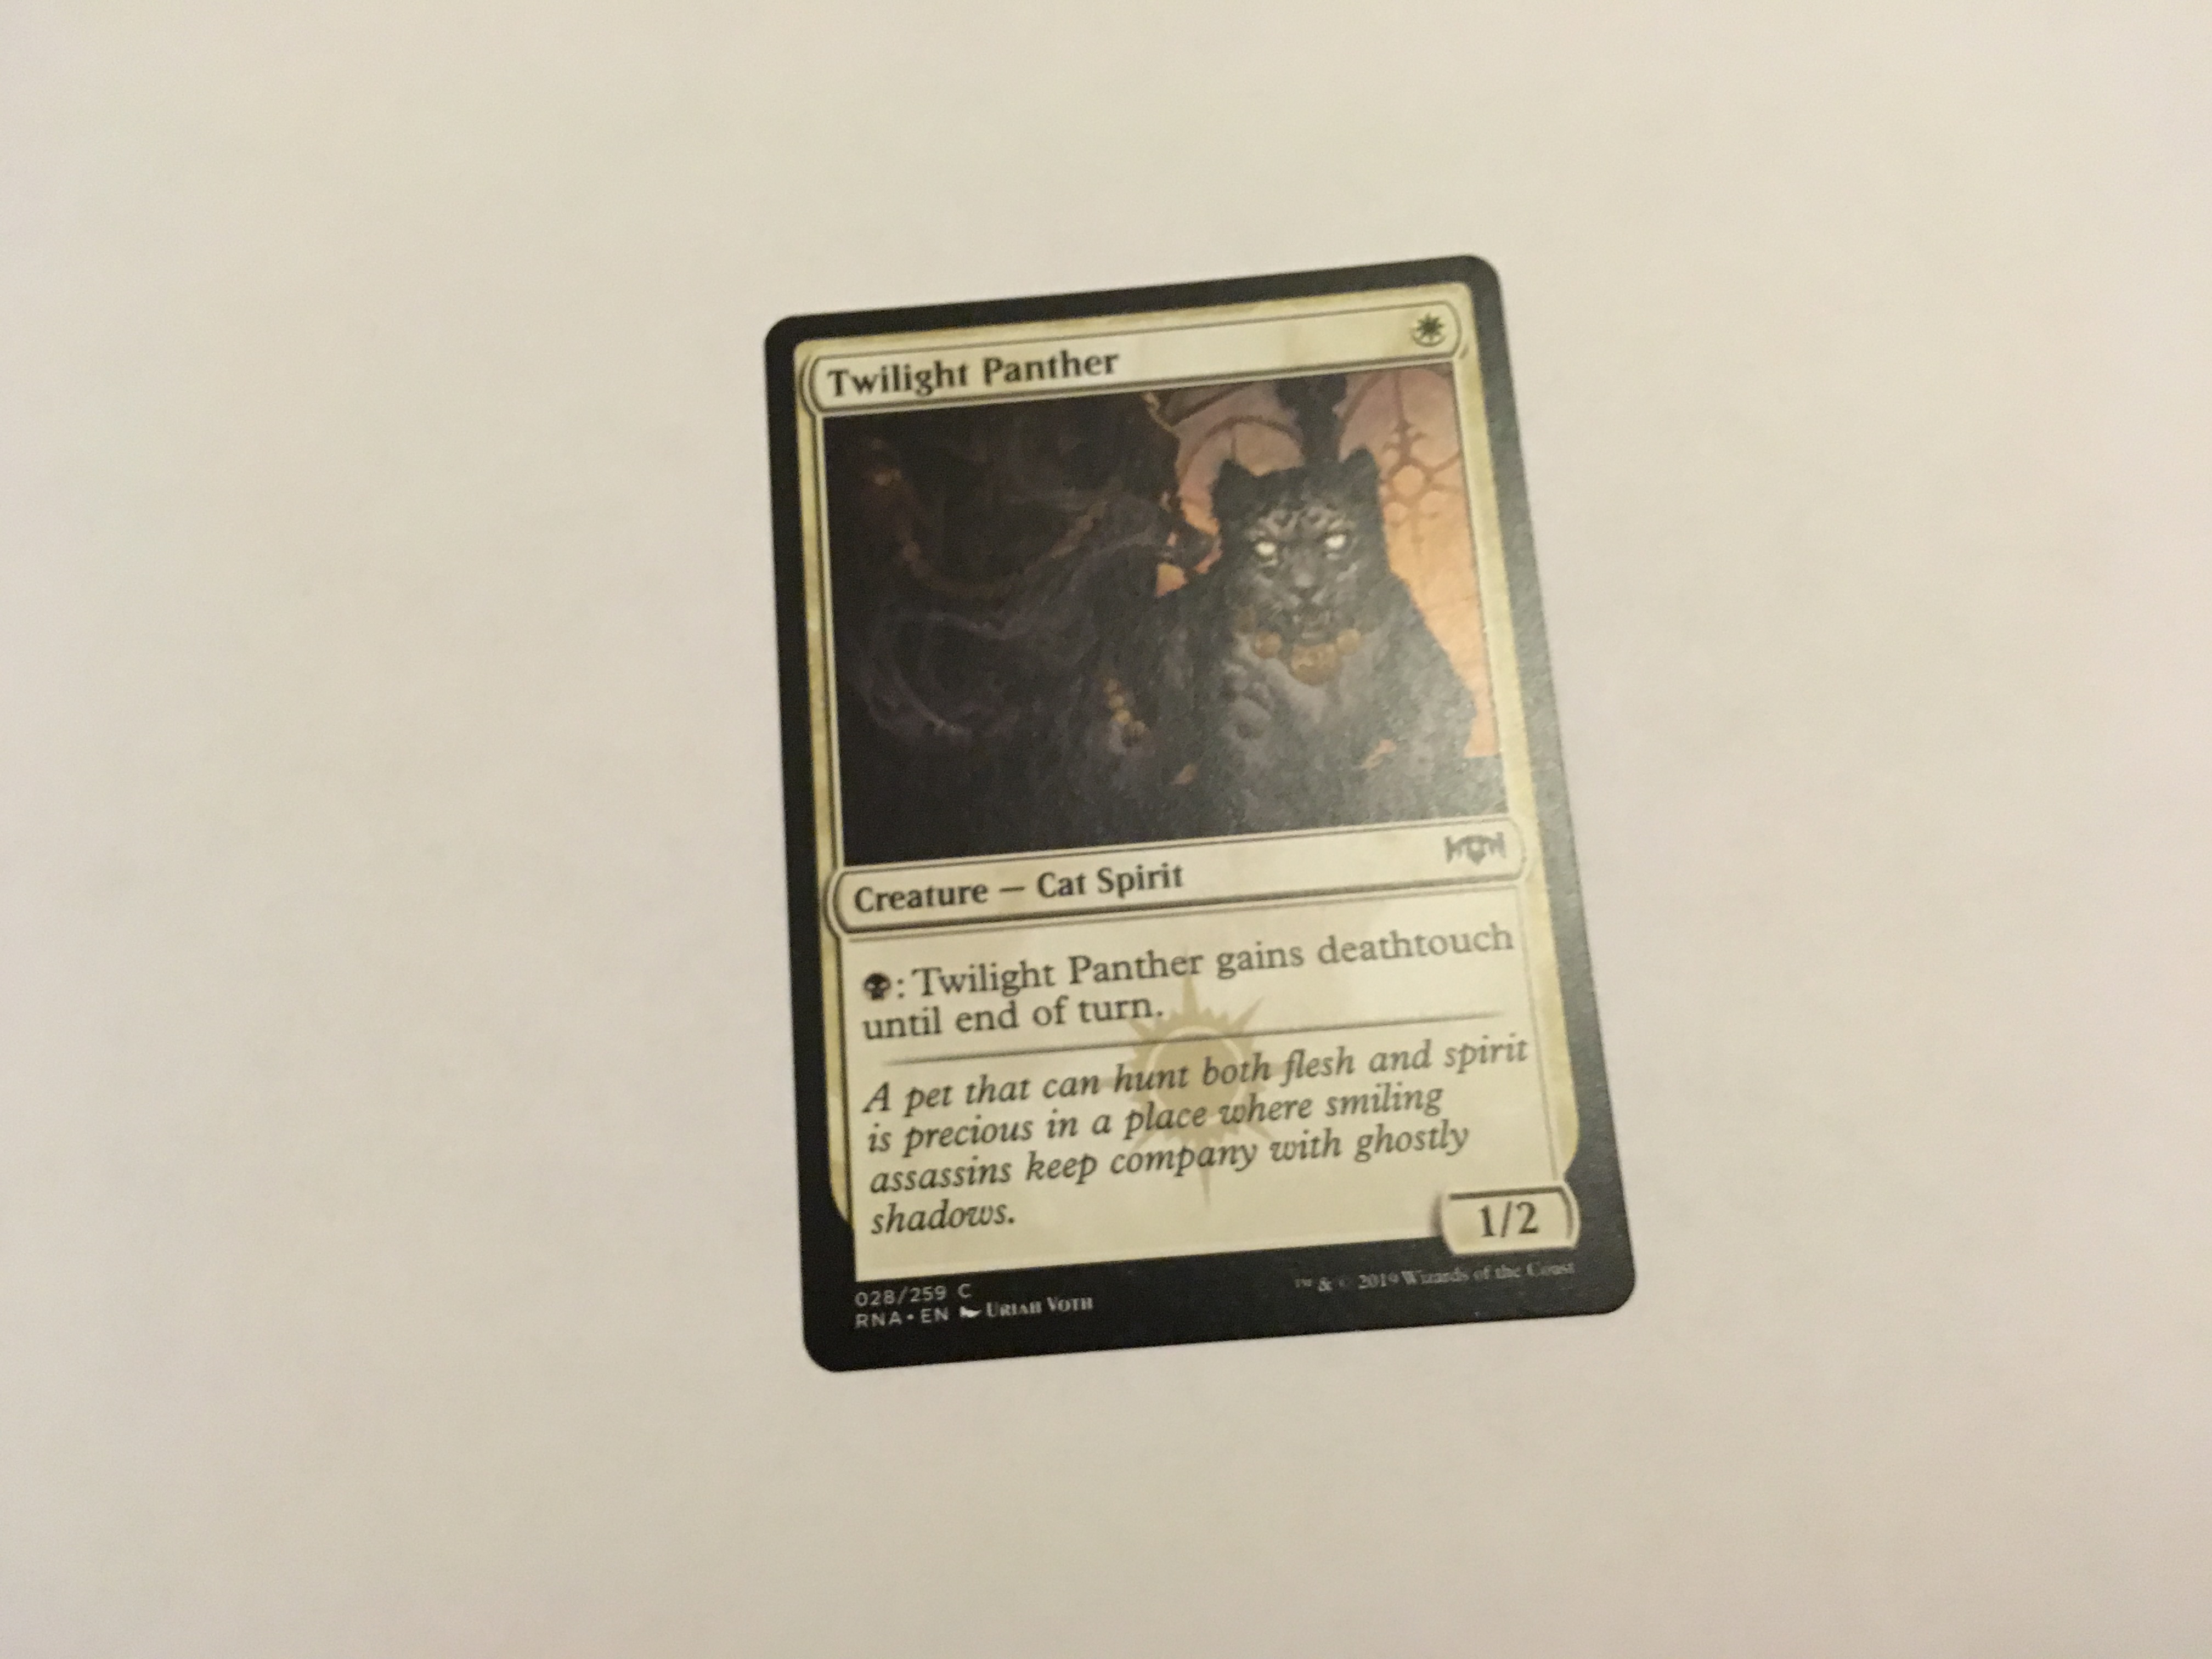 Twilight Panther
Creature — Cat Spirit
: Twilight Panther gains deathtouch
until end of turn.
A pet that can hunt both flesh and spirit
is precious in a place where smiling
assassins keep company with ghostly
shadows.
1/2
028/259 C
RNA • EN Uriah Voth
™ & © 2019 Wizards of the Coast